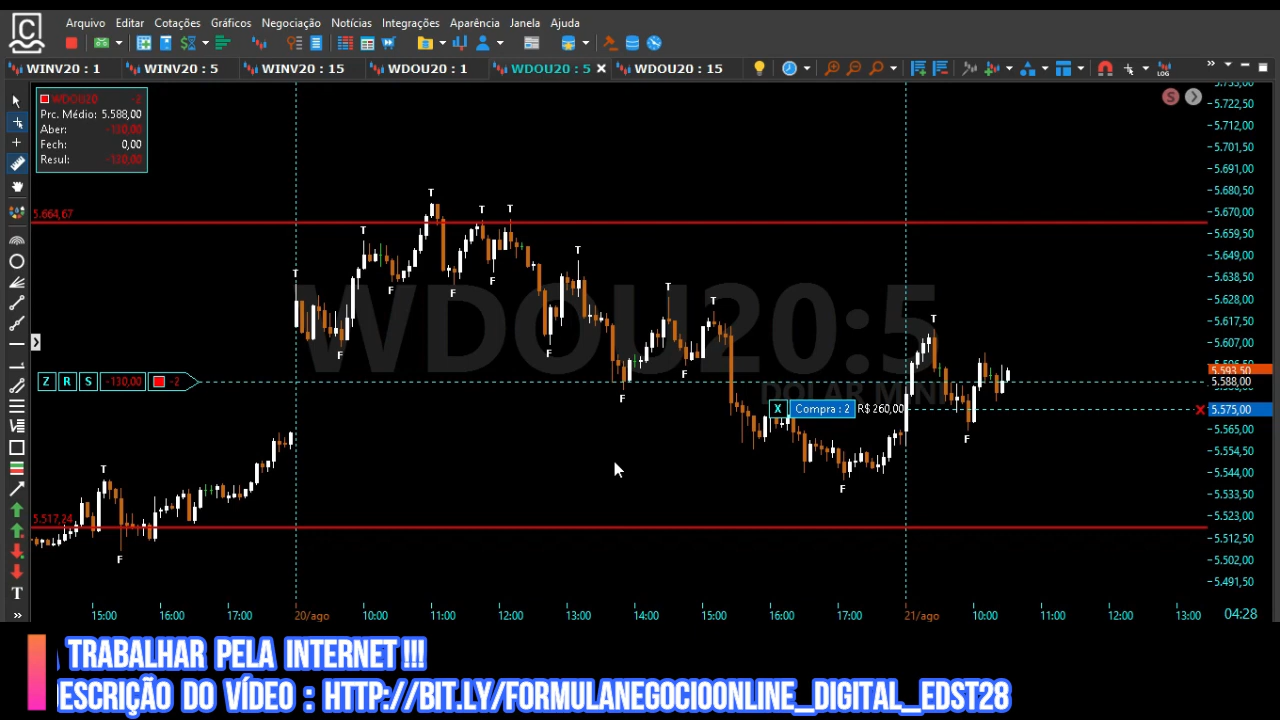 Arquivo Editar Cotações Gráficos Negociação Notícias Integrações Aparência Janela Ajuda
WINV20 : 1 WINV20 : 5 WINV20 : 15 WDOU20 : 1 WDOU20 : 5 WDOU20 : 15
LOG
WDOU20 -2
Prc. Médio: 5.588,00
Aber: -130,00
Fech: 0,00
Resul: -130,00
S
5.733,00
5.722,50
5.712,00
5.701,50
5.691,00
5.680,50
5.670,00
5.659,50
5.649,00
5.638,50
5.628,00
5.617,50
5.607,00
5.593,50
5.588,00
5.575,00
5.565,00
5.554,50
5.544,00
5.533,50
5.523,00
5.512,50
5.502,00
5.491,50
5.664,67
WDOU20:5
DOLAR MINI
Z R S -130,00 -2
X Compra : 2 R$ 260,00
5.517,24
T T T T T T T T T T
F F F F F F F F F F
15:00 16:00 17:00 20/ago 10:00 11:00 12:00 13:00 14:00 15:00 16:00 17:00 21/ago 10:00 11:00 12:00 13:00 04:28
TRABALHAR PELA INTERNET!!!
ESCRIÇÃO DO VÍDEO : HTTP://BIT.LY/FORMULANEGOCIOONLINE_DIGITAL_EDST28